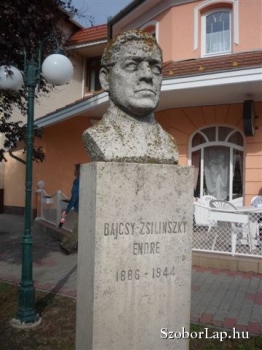 BAJCSY-ZSILINSZKY
ENDRE
1886-1944
SzoborLap.hu